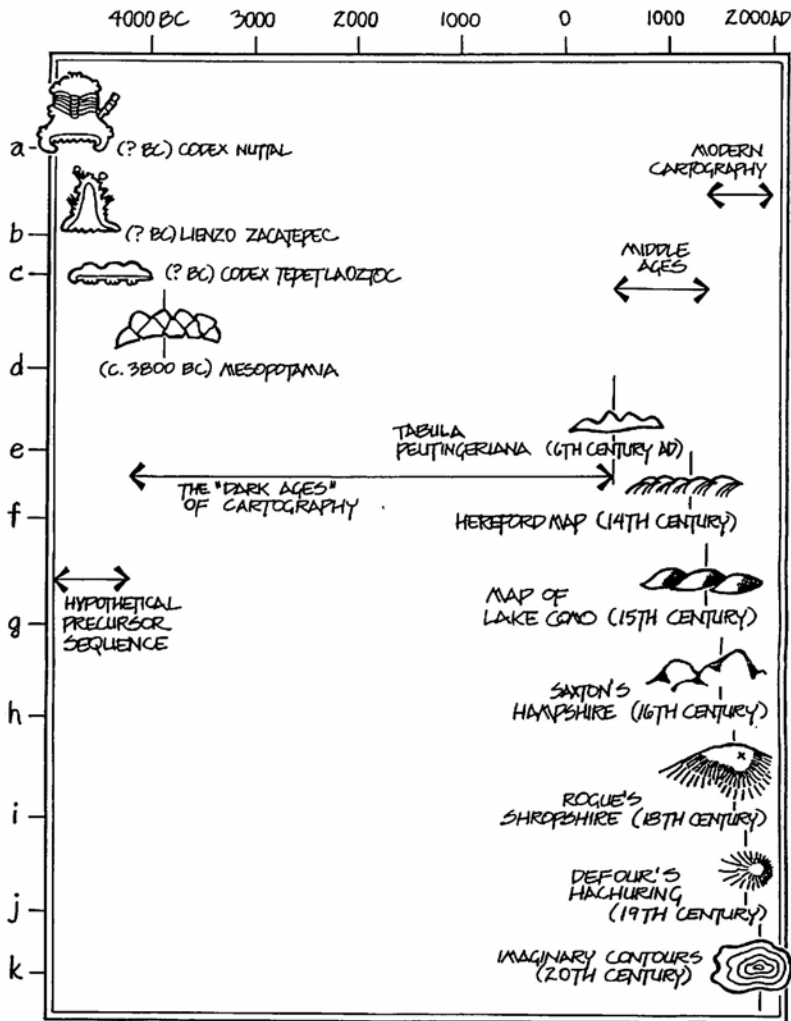 4000 BC 3000 2000 1000 0 1000 2000 AD
a
(? BC) CODEX NUTTAL
MODERN
CARTOGRAPHY
b
(? BC) LIENZO ZACATEPEC
MIDDLE
AGES
c
(? BC) CODEX TEPETLAOZTOC
d
(C. 3800 BC) MESOPOTAMIA
e
TABULA
PEUTINGERIANA (6TH CENTURY AD)
THE "DARK AGES"
OF CARTOGRAPHY
f
HEREFORD MAP (14TH CENTURY)
HYPOTHETICAL
PRECURSOR
SEQUENCE
g
MAP OF
LAKE COMO (15TH CENTURY)
h
SAXTON'S
HAMPSHIRE (16TH CENTURY)
i
x
ROGUE'S
SHROPSHIRE (18TH CENTURY)
j
DEFOUR'S
HACHURING
(19TH CENTURY)
k
IMAGINARY CONTOURS
(20TH CENTURY)